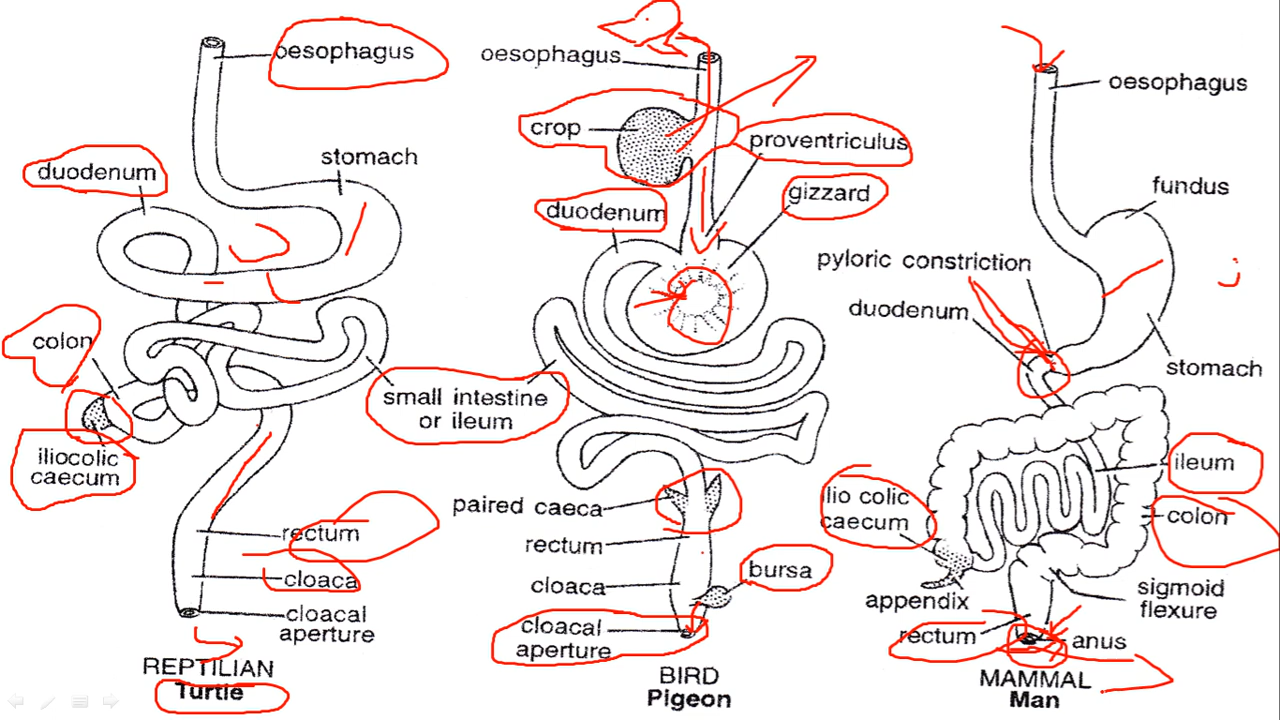 oesophagus
stomach
duodenum
colon
iliocolic
caecum
small intestine
or ileum
rectum
cloaca
cloacal
aperture
REPTILIAN
Turtle
oesophagus
crop
proventriculus
gizzard
duodenum
paired caeca
rectum
cloaca
bursa
cloacal
aperture
BIRD
Pigeon
oesophagus
fundus
pyloric constriction
duodenum
stomach
ileum
ilio colic
caecum
colon
appendix
sigmoid
flexure
rectum
anus
MAMMAL
Man